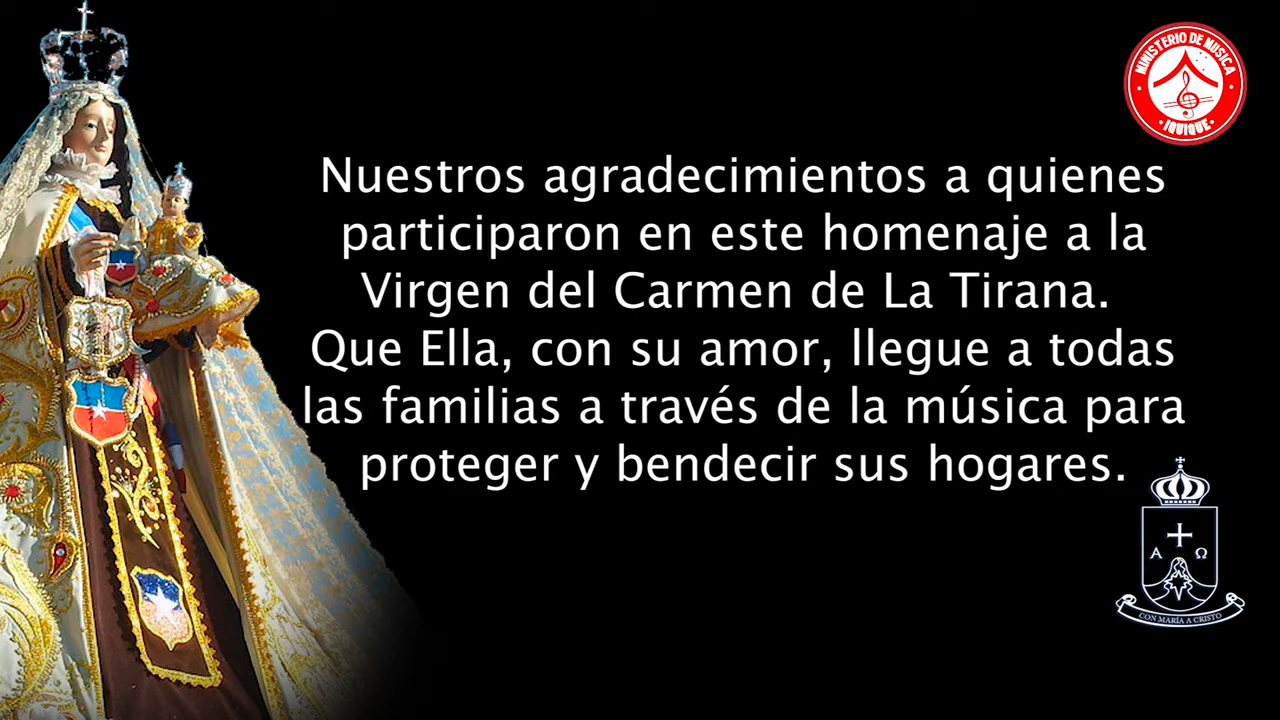 MINISTERIO DE MUSICA
· IQUIQUE ·
Nuestros agradecimientos a quienes
participaron en este homenaje a la
Virgen del Carmen de La Tirana.
Que Ella, con su amor, llegue a todas
las familias a través de la música para
proteger y bendecir sus hogares.
Α Ω
CON MARÍA A CRISTO